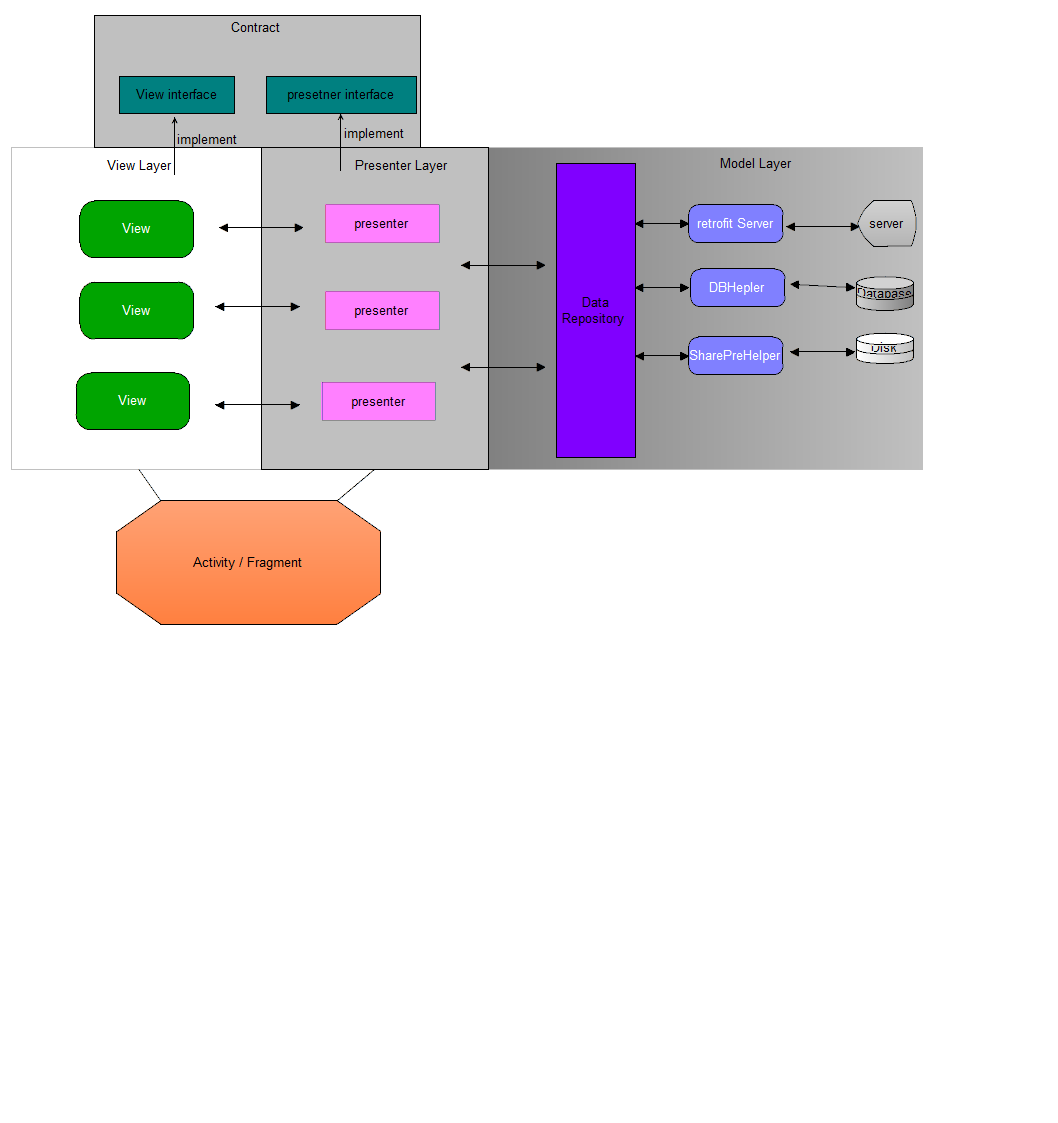 Contract
View interface
presetner interface
implement
implement
View Layer
Presenter Layer
Model Layer
View
presenter
retrofit Server
server
View
presenter
Data
Repository
DBHepler
Database
SharePreHelper
Disk
View
presenter
Activity / Fragment